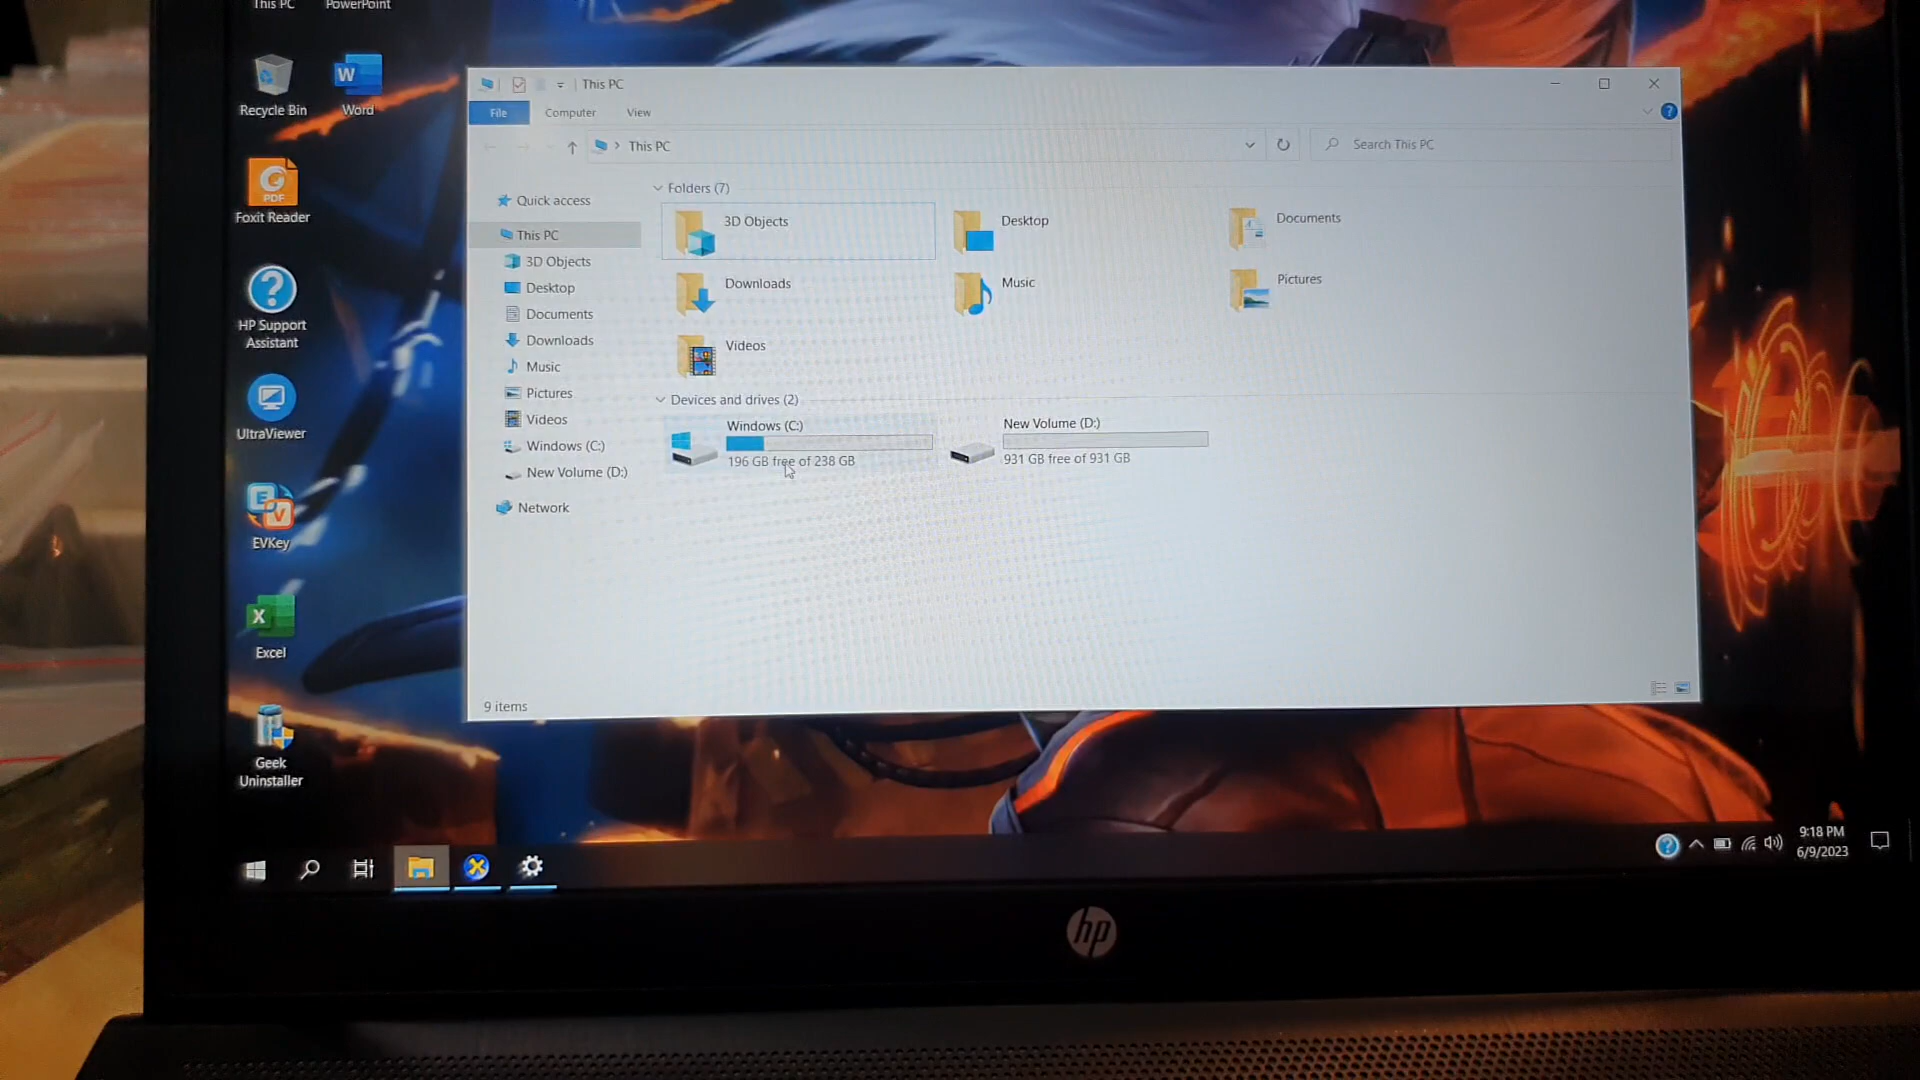 This PC
PowerPoint
Recycle Bin
W
Word
PDF
Foxit Reader
?
HP Support
Assistant
UltraViewer
E
V
EVKey
X
Excel
Geek
Uninstaller
This PC
File
Computer
View
?
This PC
Search This PC
Quick access
This PC
3D Objects
Desktop
Documents
Downloads
Music
Pictures
Videos
Windows (C:)
New Volume (D:)
Network
Folders (7)
3D Objects
Desktop
Documents
Downloads
Music
Pictures
Videos
Devices and drives (2)
Windows (C:)
196 GB free of 238 GB
New Volume (D:)
931 GB free of 931 GB
9 items
?
9:18 PM
6/9/2023
hp